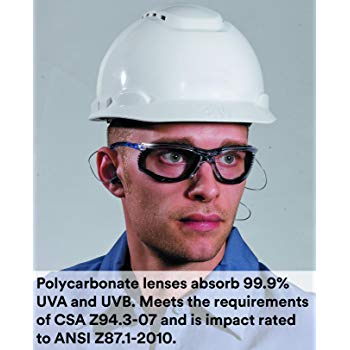 Polycarbonate lenses absorb 99.9%
UVA and UVB. Meets the requirements
of CSA Z94.3-07 and is impact rated
to ANSI Z87.1-2010.